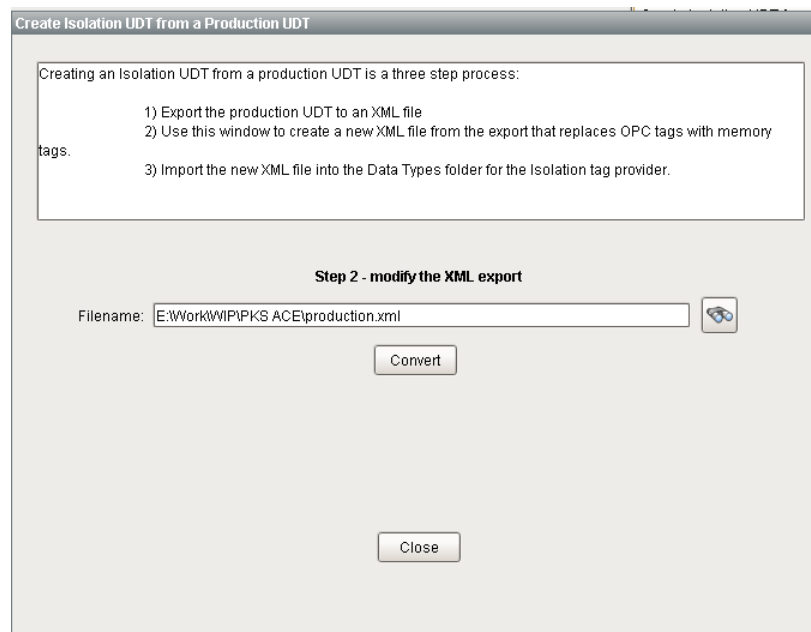 Create Isolation UDT from a Production UDT
Creating an Isolation UDT from a production UDT is a three step process:
1) Export the production UDT to an XML file
2) Use this window to create a new XML file from the export that replaces OPC tags with memory
tags.
3) Import the new XML file into the Data Types folder for the Isolation tag provider.
Step 2 - modify the XML export
Filename: E:\Work\WIP\PKS ACE\production.xml
Convert
Close